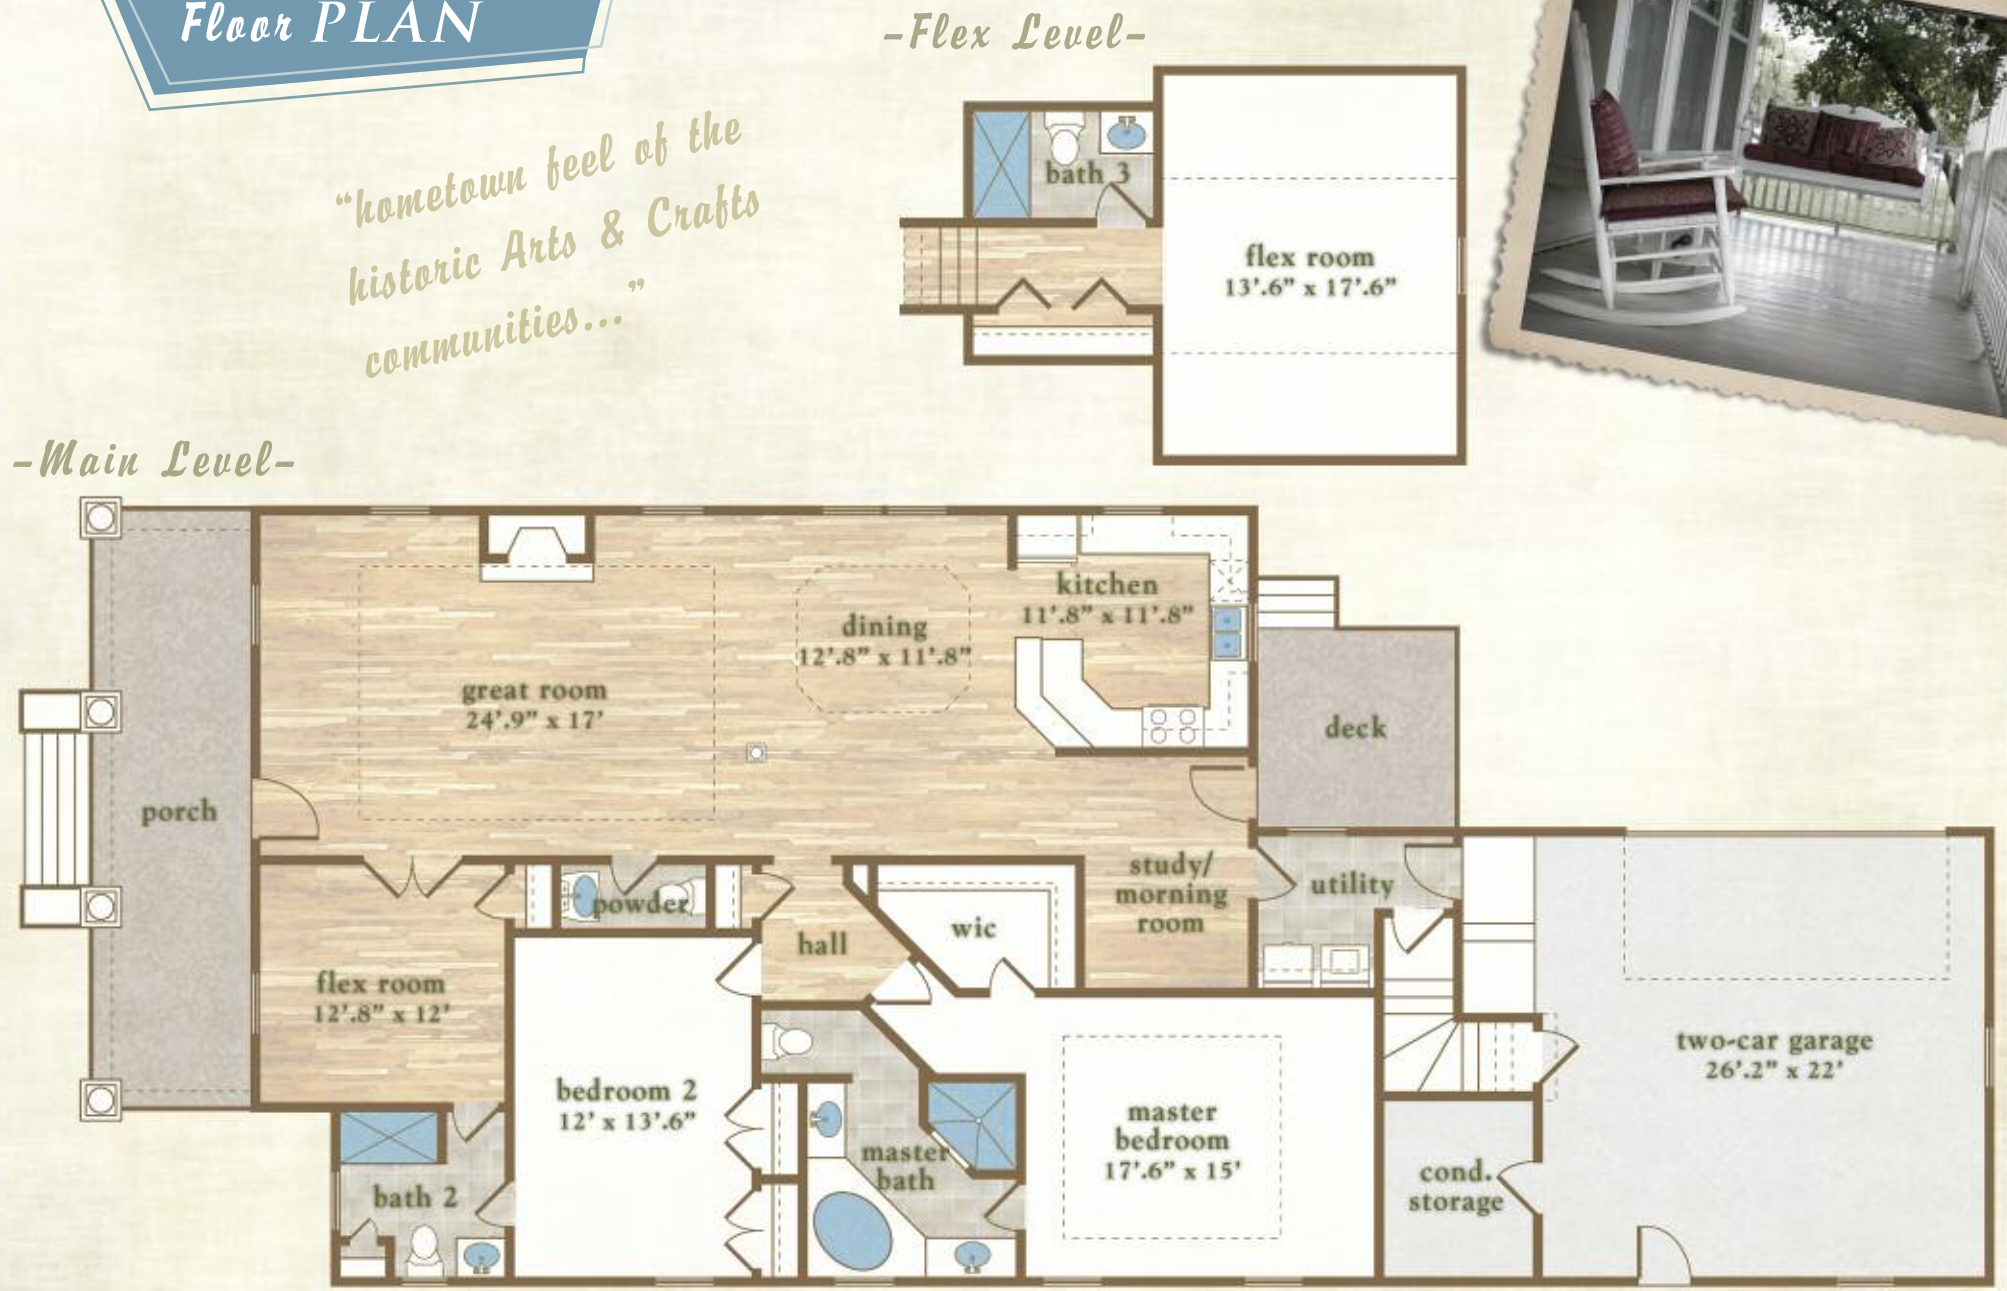 Floor PLAN
-Flex Level-
“hometown feel of the
historic Arts & Crafts
communities...”
bath 3
flex room
13'.6” x 17'.6”
-Main Level-
kitchen
11'.8” x 11'.8”
dining
12'.8” x 11'.8”
great room
24'.9” x 17'
deck
porch
study/
morning
room
utility
powder
wic
hall
flex room
12'.8” x 12'
two-car garage
26'.2” x 22'
bedroom 2
12' x 13'.6”
master
bedroom
17'.6” x 15'
master
bath
cond.
storage
bath 2